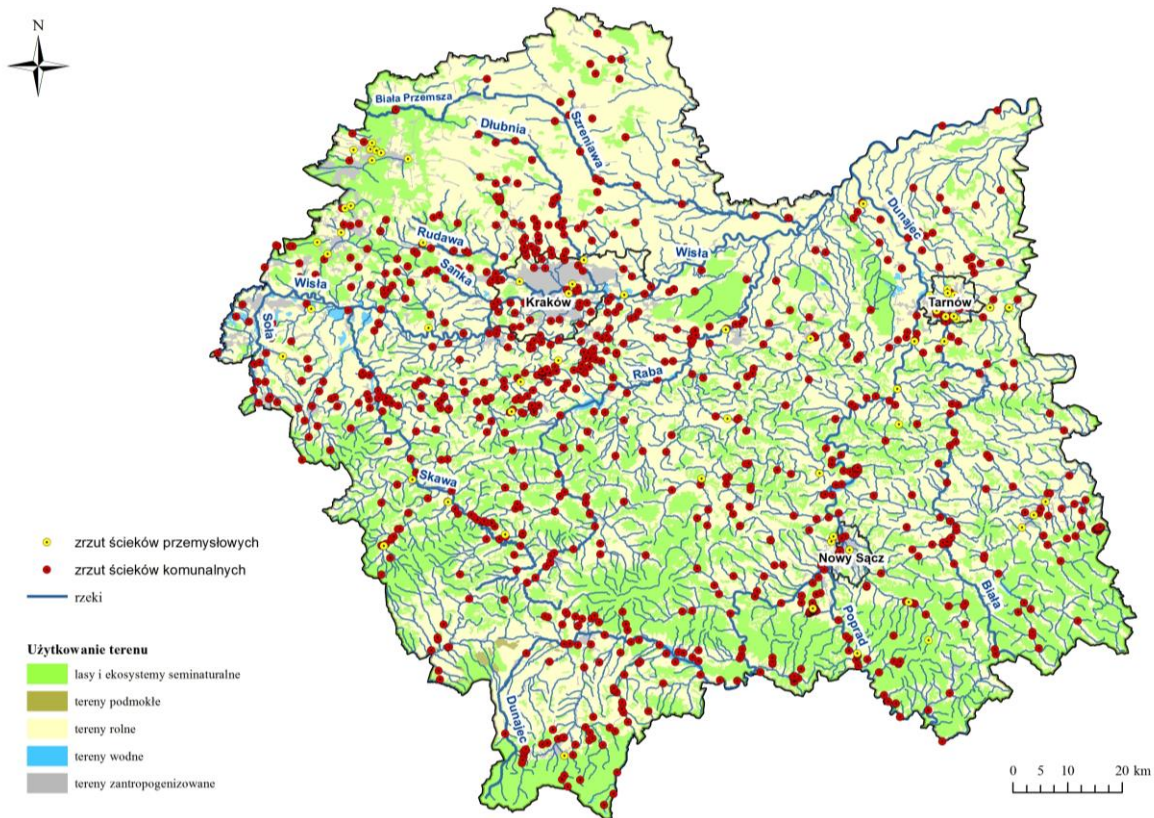 N
Biała Przemsza
Dłubnia
Szreniawa
Dunajec
Rudawa
Sanka
Wisła
Wisła
Kraków
Tarnów
Soła
Raba
Skawa
Nowy Sącz
Biała
Poprad
Dunajec
zrzut ścieków przemysłowych
zrzut ścieków komunalnych
rzeki
Użytkowanie terenu
lasy i ekosystemy seminaturalne
tereny podmokłe
tereny rolne
tereny wodne
tereny zantropogenizowane
0 5 10 20 km